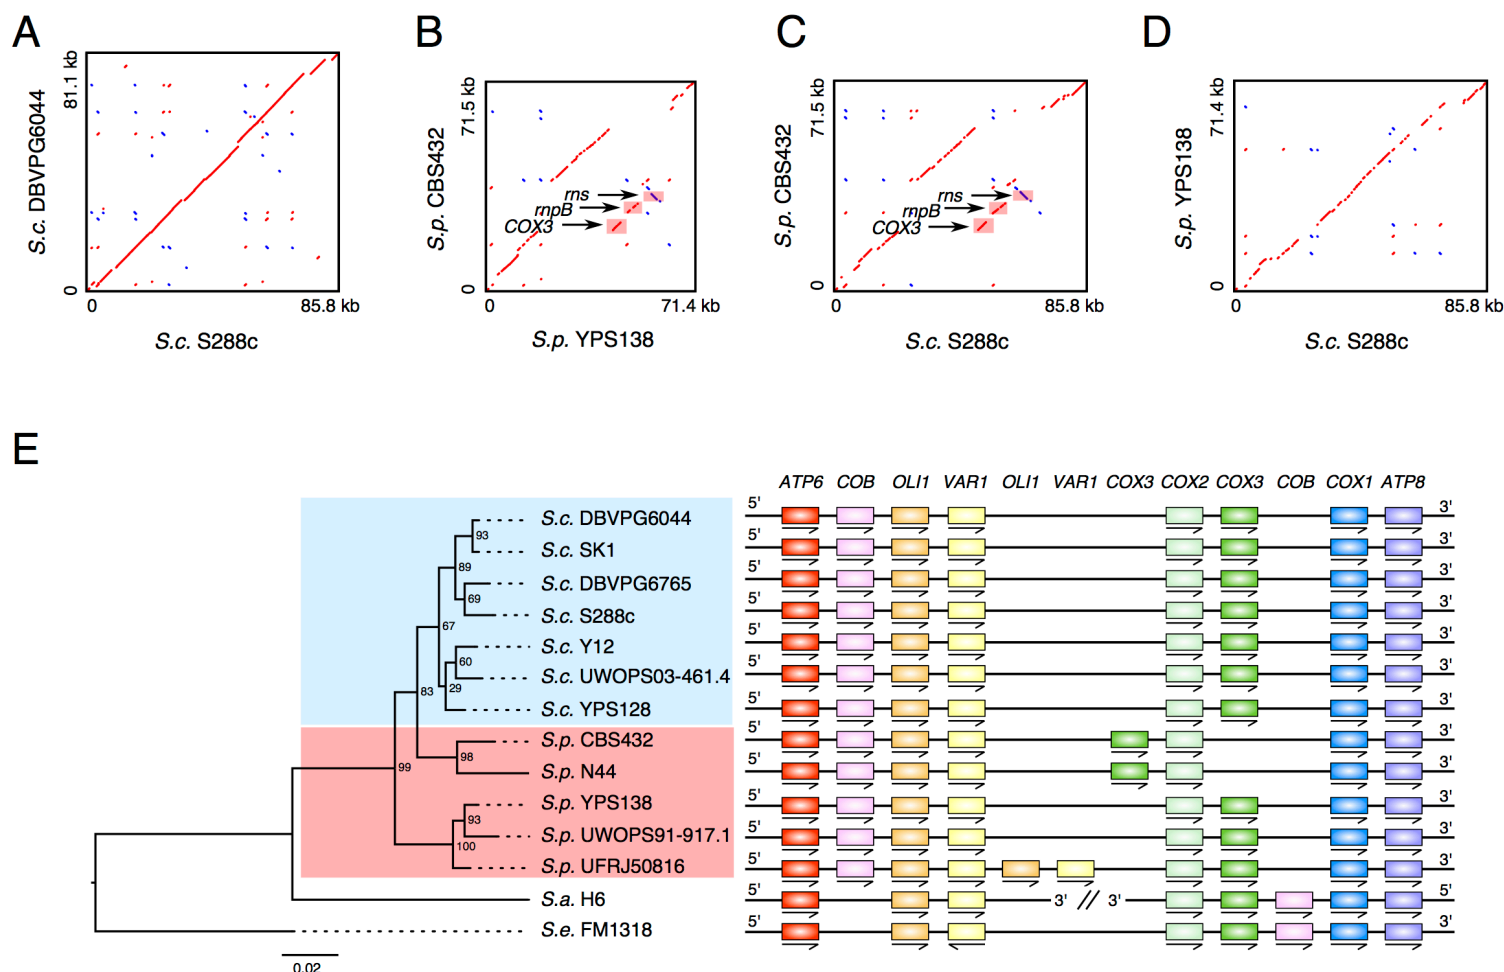 A
B
C
D
S.c. DBVPG6044
81.1 kb
0
0
85.8 kb
S.c. S288c
S.p. CBS432
71.5 kb
0
rns
rnpB
COX3
0
71.4 kb
S.p. YPS138
S.p. CBS432
71.5 kb
0
rns
rnpB
COX3
0
85.8 kb
S.c. S288c
S.p. YPS138
71.4 kb
0
0
85.8 kb
S.c. S288c
E
ATP6 COB OLI1 VAR1 OLI1 VAR1 COX3 COX2 COX3 COB COX1 ATP8
S.c. DBVPG6044 5' 3'
93
S.c. SK1 5' 3'
89
S.c. DBVPG6765 5' 3'
69
S.c. S288c 5' 3'
67
S.c. Y12 5' 3'
60
S.c. UWOPS03-461.4 5' 3'
29
83
S.c. YPS128 5' 3'
S.p. CBS432 5' 3'
98
99
S.p. N44 5' 3'
S.p. YPS138 5' 3'
93
S.p. UWOPS91-917.1 5' 3'
100
S.p. UFRJ50816 5' 3'
S.a. H6 5' 3' // 3' 3'
S.e. FM1318 5' 3'
0.02